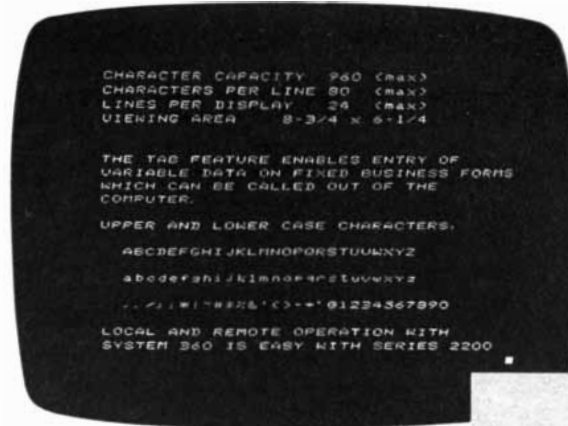 CHARACTER CAPACITY 960 (max)
CHARACTERS PER LINE 80 (max)
LINES PER DISPLAY 24 (max)
VIEWING AREA 8-3/4 x 6-1/4
THE TAB FEATURE ENABLES ENTRY OF
VARIABLE DATA ON FIXED BUSINESS FORMS
WHICH CAN BE CALLED OUT OF THE
COMPUTER.
UPPER AND LOWER CASE CHARACTERS.
ABCDEFGHIJKLMNOPQRSTUVWXYZ
abcdefghijklmnopqrstuvwxyz
01234567890
LOCAL AND REMOTE OPERATION WITH
SYSTEM 360 IS EASY WITH SERIES 2200